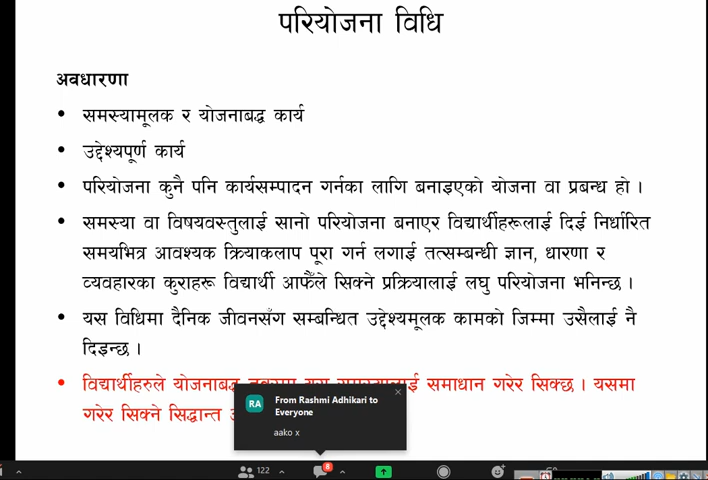 परियोजना विधि
अवधारणा
• समस्यामूलक र योजनाबद्ध कार्य
• उद्देश्यपूर्ण कार्य
• परियोजना कुनै पनि कार्यसम्पादन गर्नका लागि बनाइएको योजना वा प्रबन्ध हो ।
• समस्या वा विषयवस्तुलाई सानो परियोजना बनाएर विद्यार्थीहरूलाई दिई निर्धारित
समयभित्र आवश्यक क्रियाकलाप पूरा गर्न लगाई तत्सम्बन्धी ज्ञान, धारणा र
व्यवहारका कुराहरू विद्यार्थी आफैँले सिक्ने प्रक्रियालाई लघु परियोजना भनिन्छ ।
• यस विधिमा दैनिक जीवनसँग सम्बन्धित उद्देश्यमूलक कामको जिम्मा उसैलाई नै
दिइन्छ ।
• विद्यार्थीहरुले योजनाबद्ध समाधान गरेर सिक्छ । यसमा
गरेर सिक्ने सिद्धान्त
RA
From Rashmi Adhikari to
Everyone
aako x
122
8